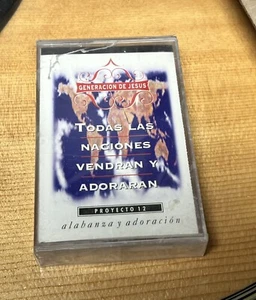 GENERACION DE JESUS
TODAS LAS
NACIONES
VENDRAN Y
ADORARAN
PROYECTO 12
alabanza y adoración